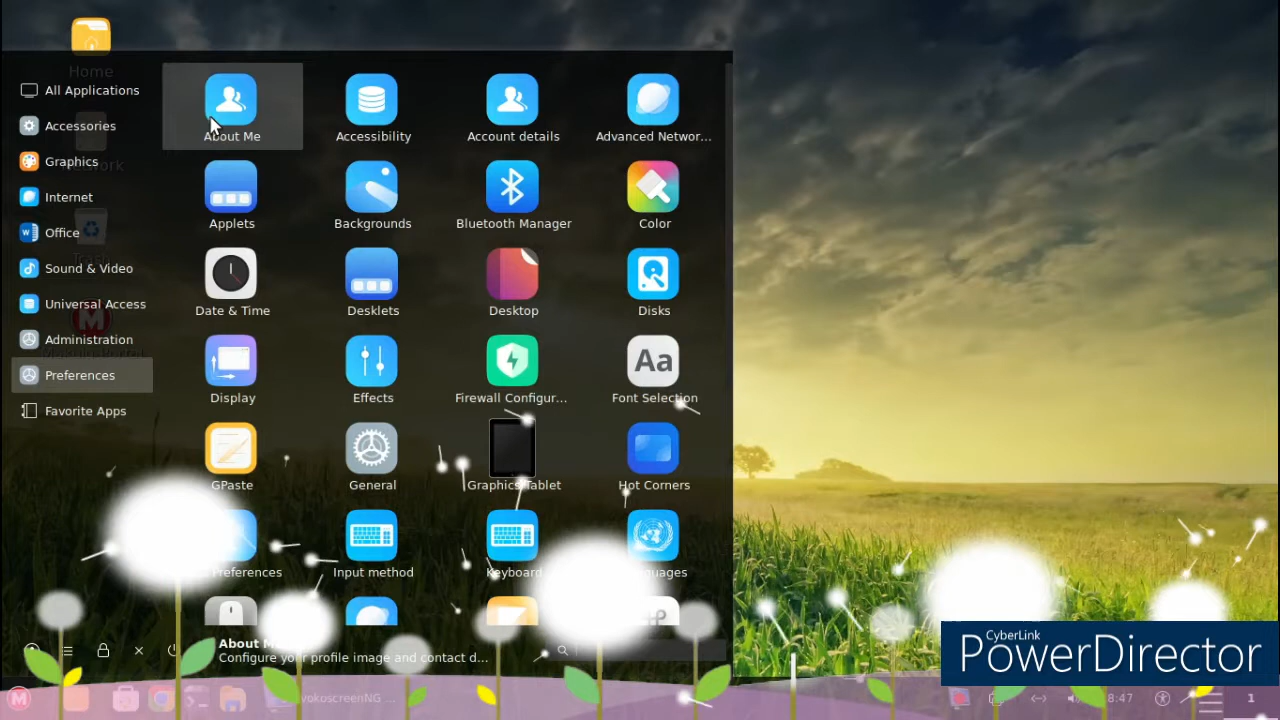 Home
All Applications
Accessories
Graphics
Internet
Office
Sound & Video
Universal Access
Administration
Preferences
Favorite Apps
About Me
Accessibility
Account details
Advanced Networ...
Applets
Backgrounds
Bluetooth Manager
Color
Date & Time
Desklets
Desktop
Disks
Display
Effects
Firewall Configur...
Aa
Font Selection
GPaste
General
Graphics Tablet
Hot Corners
Preferences
Input method
Keyboard
About Me
Configure your profile image and contact d...
CyberLink
PowerDirector
vokoscreenNG ...
8:47
1